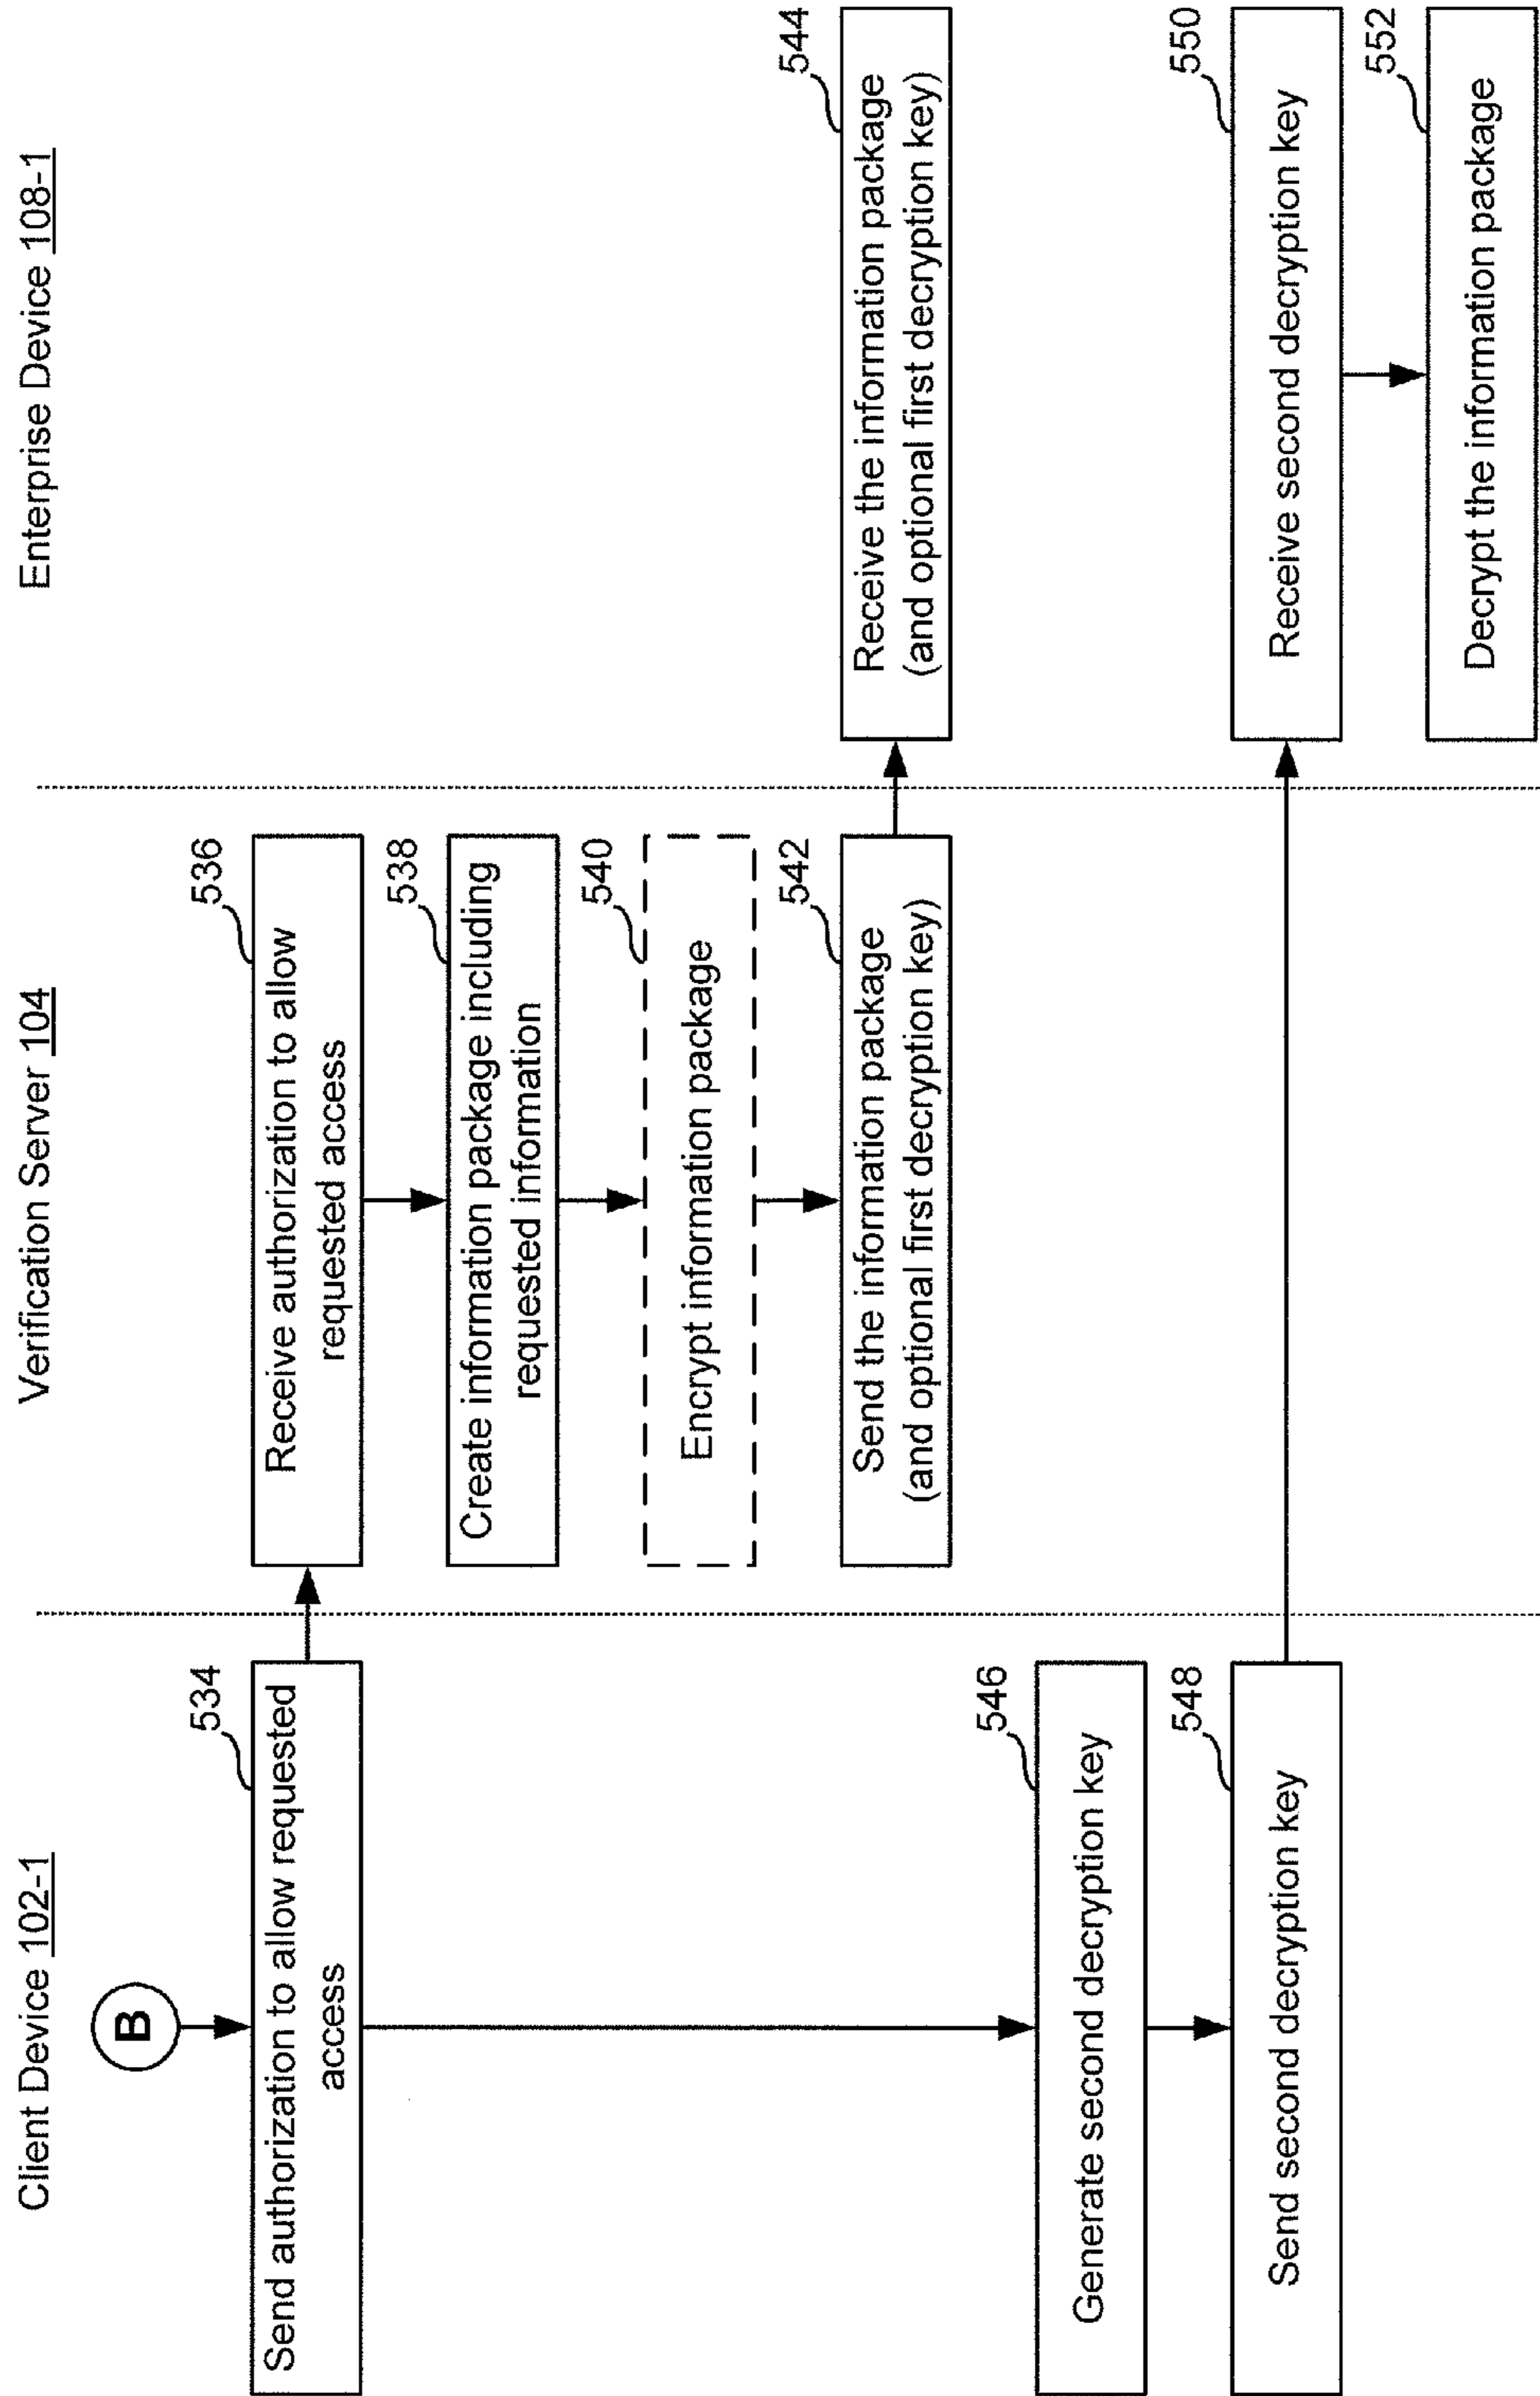 Client Device 102-1
Verification Server 104
Enterprise Device 108-1
B
534
Send authorization to allow requested
access
536
Receive authorization to allow
requested access
538
Create information package including
requested information
540
Encrypt information package
542
Send the information package
(and optional first decryption key)
544
Receive the information package
(and optional first decryption key)
546
Generate second decryption key
548
Send second decryption key
550
Receive second decryption key
552
Decrypt the information package